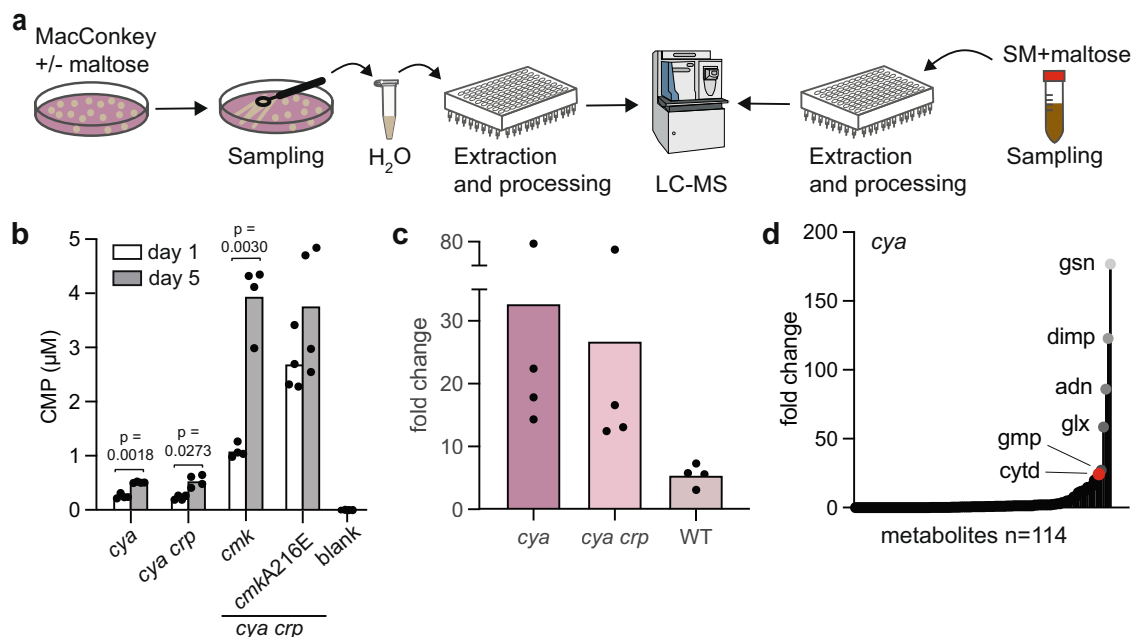 a
MacConkey
+/- maltose
SM+maltose
Sampling
H2O
Extraction
and processing
LC-MS
Extraction
and processing
Sampling
b
5
4
3
2
1
0
CMP (µM)
day 1
day 5
p =
0.0018
p =
0.0273
p =
0.0030
cya
cya crp
cmk
cmkA216E
blank
cya crp
c
80
30
20
10
0
fold change
cya
cya crp
WT
d
cya
200
150
100
50
0
fold change
gsn
dimp
adn
glx
gmp
cytd
metabolites n=114